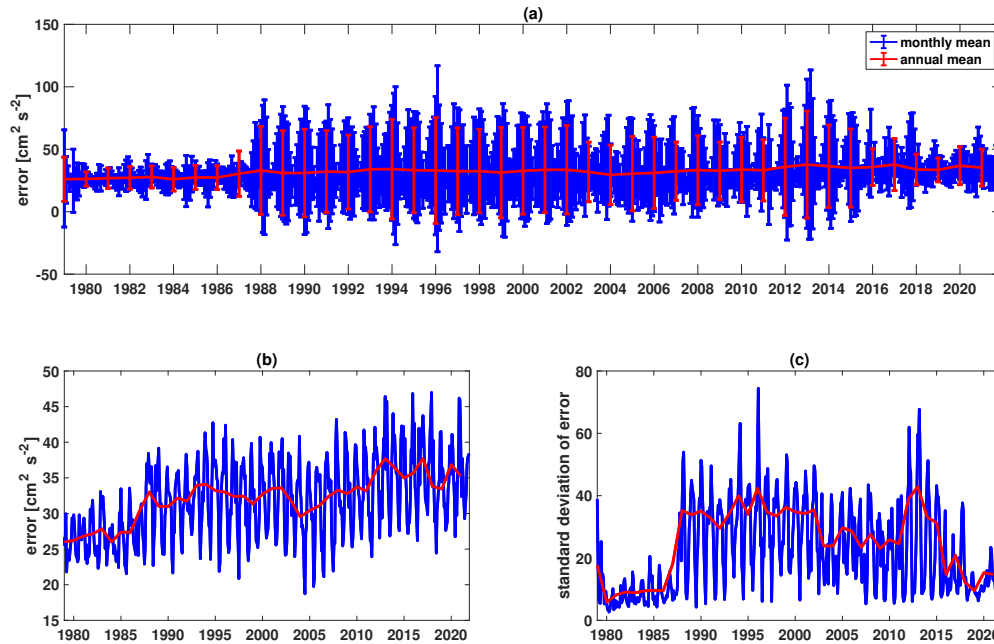 (a)
150
100
50
0
-50
error [cm² s⁻²]
monthly mean
annual mean
1980 1982 1984 1986 1988 1990 1992 1994 1996 1998 2000 2002 2004 2006 2008 2010 2012 2014 2016 2018 2020
(b)
50
45
40
35
30
25
20
15
error [cm² s⁻²]
1980 1985 1990 1995 2000 2005 2010 2015 2020
(c)
80
60
40
20
0
standard deviation of error
1980 1985 1990 1995 2000 2005 2010 2015 2020